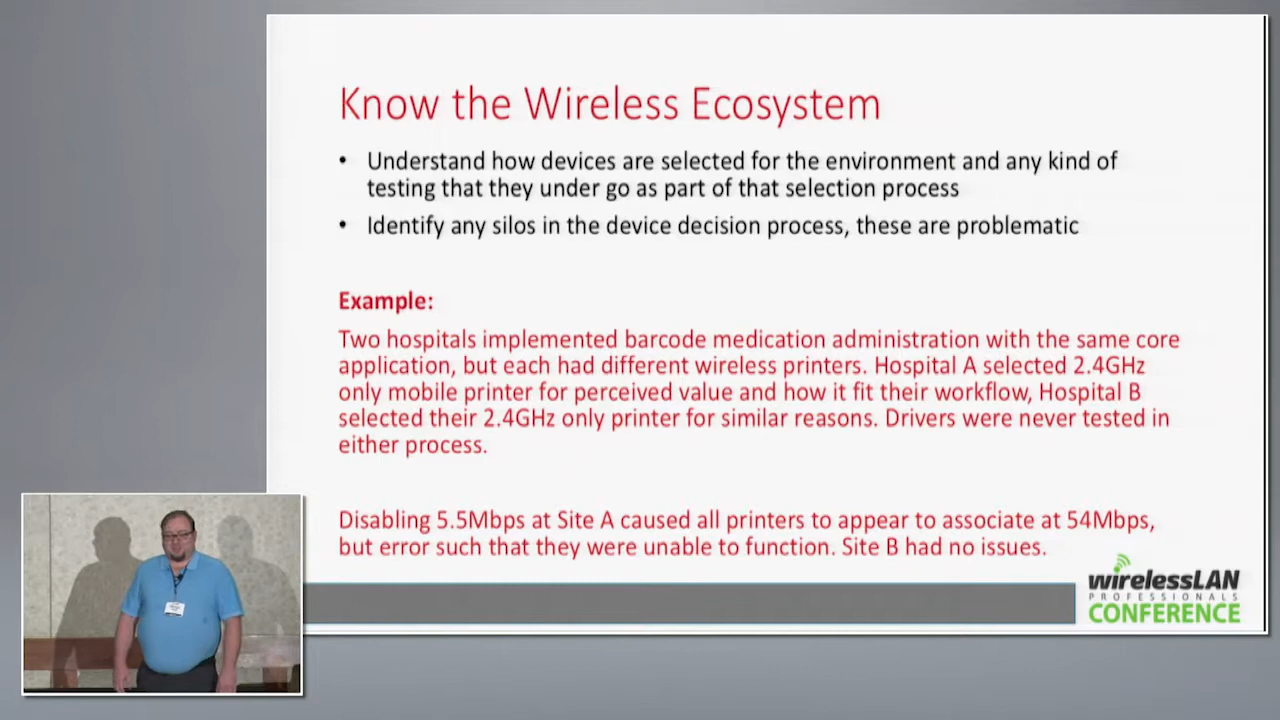 Know the Wireless Ecosystem
• Understand how devices are selected for the environment and any kind of
testing that they under go as part of that selection process
• Identify any silos in the device decision process, these are problematic
Example:
Two hospitals implemented barcode medication administration with the same core
application, but each had different wireless printers. Hospital A selected 2.4GHz
only mobile printer for perceived value and how it fit their workflow, Hospital B
selected their 2.4GHz only printer for similar reasons. Drivers were never tested in
either process.
Disabling 5.5Mbps at Site A caused all printers to appear to associate at 54Mbps,
but error such that they were unable to function. Site B had no issues.
wirelessLAN
PROFESSIONALS
CONFERENCE